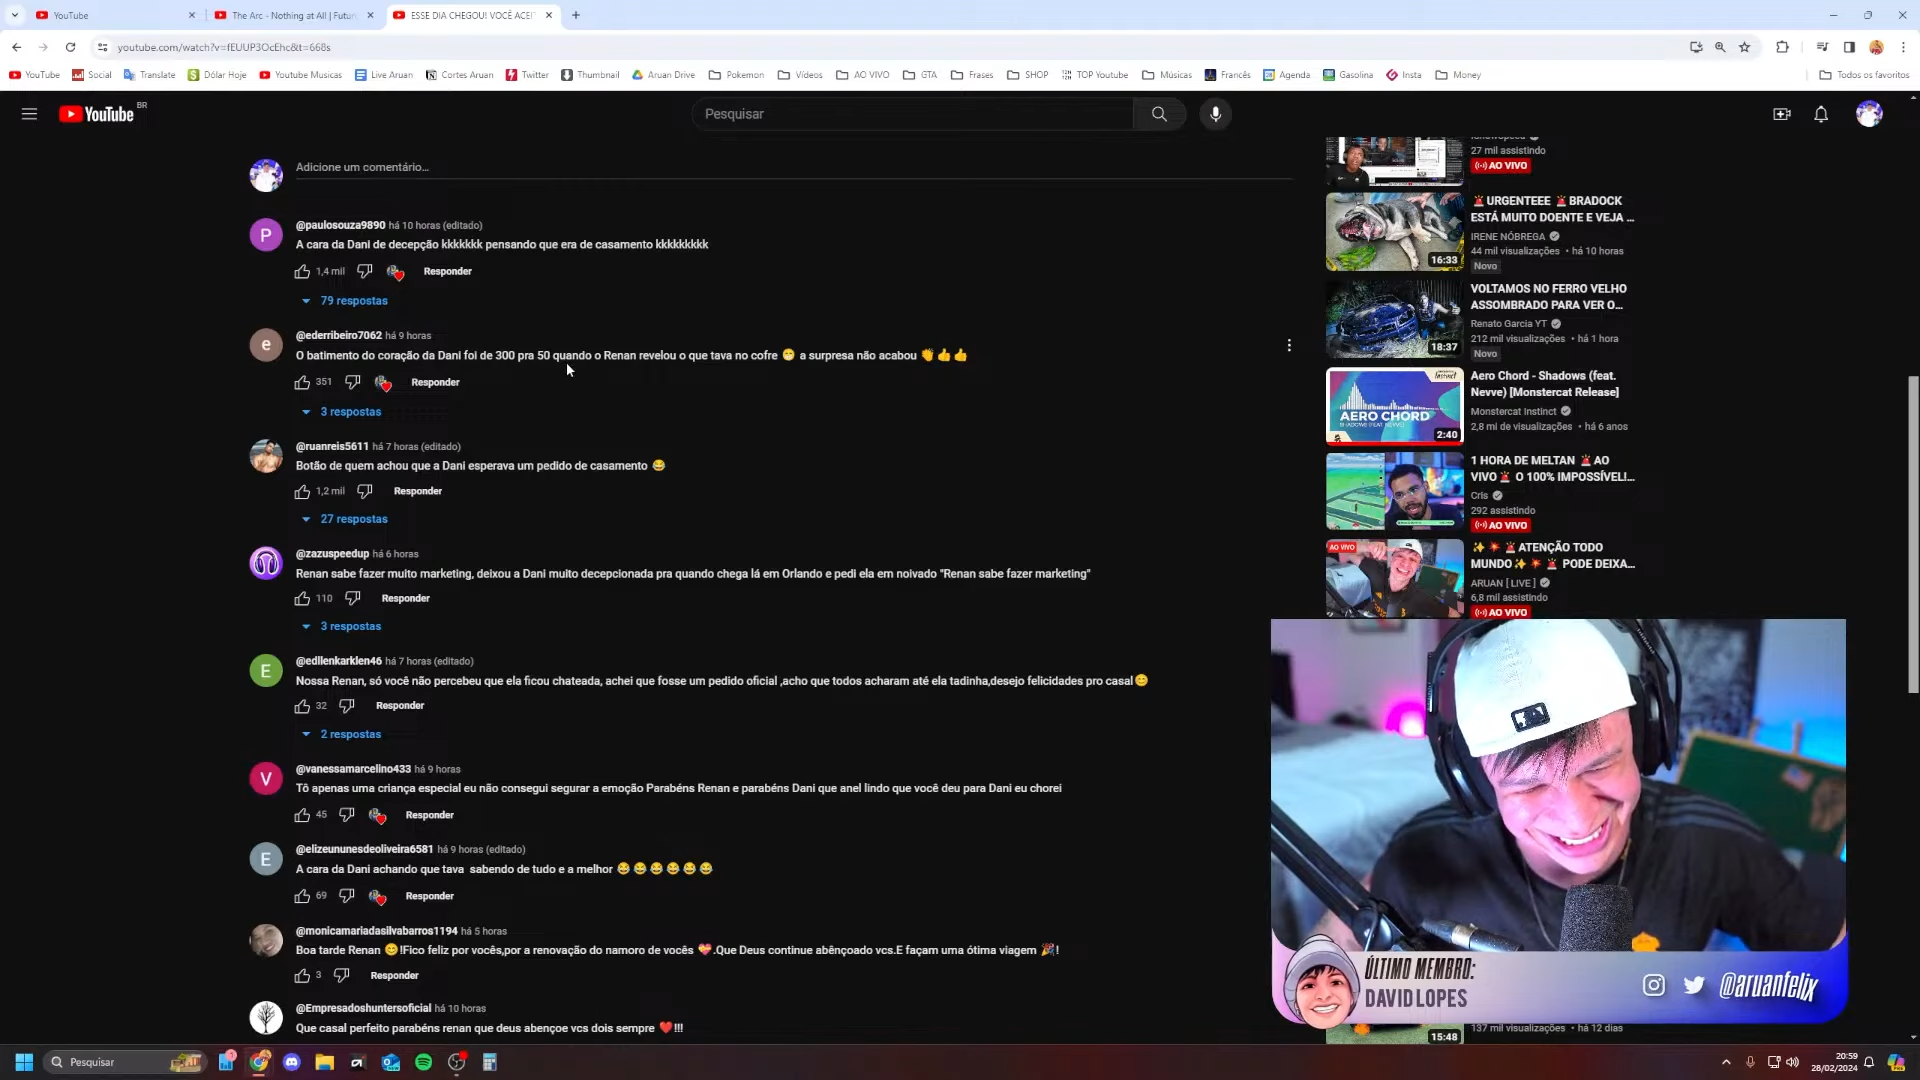 YouTube
The Arc - Nothing at All | Futur
ESSE DIA CHEGOU! VOCÊ ACEI
youtube.com/watch?v=fEUUP3OcEhc&t=668s
YouTube
Social
Translate
Dólar Hoje
Youtube Musicas
Live Aruan
Cortes Aruan
Twitter
Thumbnail
Aruan Drive
Pokemon
Vídeos
AO VIVO
GTA
Frases
SHOP
TOP Youtube
Músicas
Francês
Agenda
Gasolina
Insta
Money
Todos os favoritos
YouTube BR
Pesquisar
Adicione um comentário...
@paulosouza9890 há 10 horas (editado)
A cara da Dani de decepção kkkkkkk pensando que era de casamento kkkkkkkkk
1,4 mil Responder
79 respostas
@ederribeiro7062 há 9 horas
O batimento do coração da Dani foi de 300 pra 50 quando o Renan revelou o que tava no cofre 😁 a surpresa não acabou 👏👍👍
351 Responder
3 respostas
@ruanreis5611 há 7 horas (editado)
Botão de quem achou que a Dani esperava um pedido de casamento 😂
1,2 mil Responder
27 respostas
@zazuspeedup há 6 horas
Renan sabe fazer muito marketing, deixou a Dani muito decepcionada pra quando chega lá em Orlando e pedi ela em noivado "Renan sabe fazer marketing"
110 Responder
3 respostas
@edllenkarklen46 há 7 horas (editado)
Nossa Renan, só você não percebeu que ela ficou chateada, achei que fosse um pedido oficial ,acho que todos acharam até ela tadinha,desejo felicidades pro casal😊
32 Responder
2 respostas
@vanessamarcelino433 há 9 horas
Tô apenas uma criança especial eu não consegui segurar a emoção Parabéns Renan e parabéns Dani que anel lindo que você deu para Dani eu chorei
45 Responder
@elizeununesdeoliveira6581 há 9 horas (editado)
A cara da Dani achando que tava sabendo de tudo e a melhor 😂😂😂😂😂😂
69 Responder
@monicamariadasilvabarros1194 há 5 horas
Boa tarde Renan 😊!Fico feliz por vocês,por a renovação do namoro de vocês 💝.Que Deus continue abênçoado vcs.E façam uma ótima viagem 🎉!
3 Responder
@Empresadoshuntersoficial há 10 horas
Que casal perfeito parabéns renan que deus abençoe vcs dois sempre ❤️!!!
27 mil assistindo
AO VIVO
🚨URGENTEEE 🚨BRADOCK
ESTÁ MUITO DOENTE E VEJA ...
IRENE NÓBREGA
44 mil visualizações • há 10 horas
Novo
16:33
VOLTAMOS NO FERRO VELHO
ASSOMBRADO PARA VER O...
Renato Garcia YT
212 mil visualizações • há 1 hora
Novo
18:37
Aero Chord - Shadows (feat.
Nevve) [Monstercat Release]
Monstercat Instinct
2,8 mi de visualizações • há 6 anos
AERO CHORD
2:40
1 HORA DE MELTAN 🚨AO
VIVO🚨 O 100% IMPOSSÍVEL!...
Cris
292 assistindo
AO VIVO
AO VIVO
✨💥🚨ATENÇÃO TODO
MUNDO✨💥🚨 PODE DEIXA...
ARUAN [ LIVE ]
6,8 mil assistindo
AO VIVO
ÚLTIMO MEMBRO:
DAVID LOPES
@aruanfelix
137 mil visualizações • há 12 dias
15:48
Pesquisar
20:59
28/02/2024